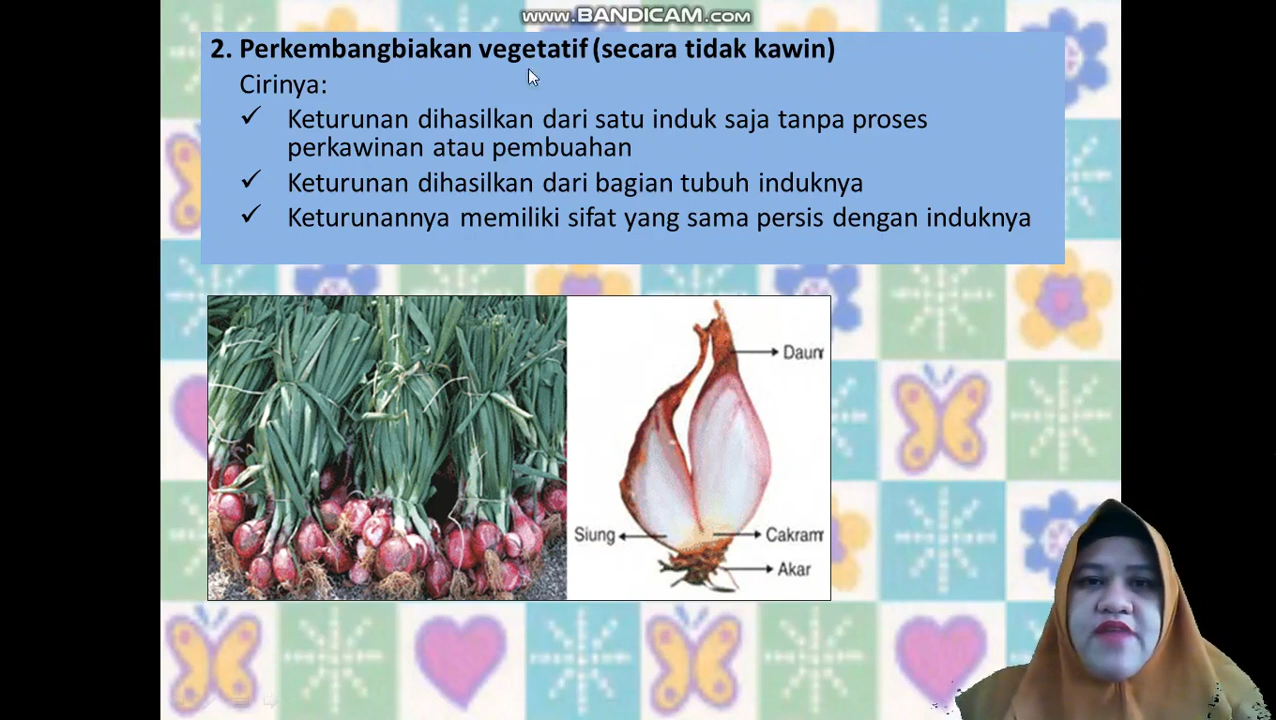 www.BANDICAM.com
2. Perkembangbiakan vegetatif (secara tidak kawin)
Cirinya:
✓ Keturunan dihasilkan dari satu induk saja tanpa proses
perkawinan atau pembuahan
✓ Keturunan dihasilkan dari bagian tubuh induknya
✓ Keturunannya memiliki sifat yang sama persis dengan induknya
Daun
Siung
Cakram
Akar